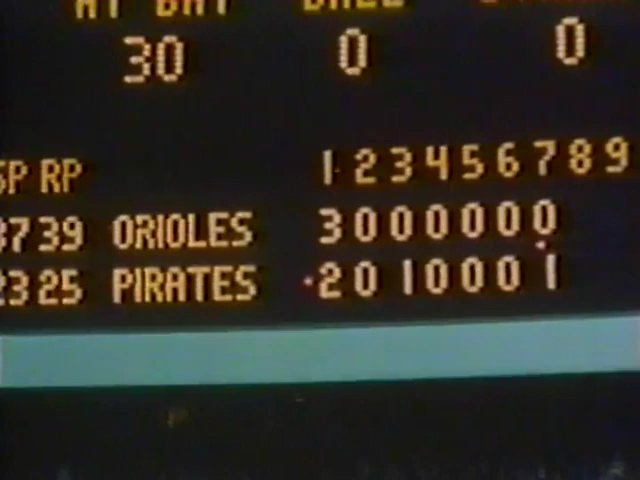 AT BAT BALL
30 0 0
SP RP 1 2 3 4 5 6 7 8 9
3739 ORIOLES 3 0 0 0 0 0 0
2325 PIRATES 2 0 1 0 0 0 1